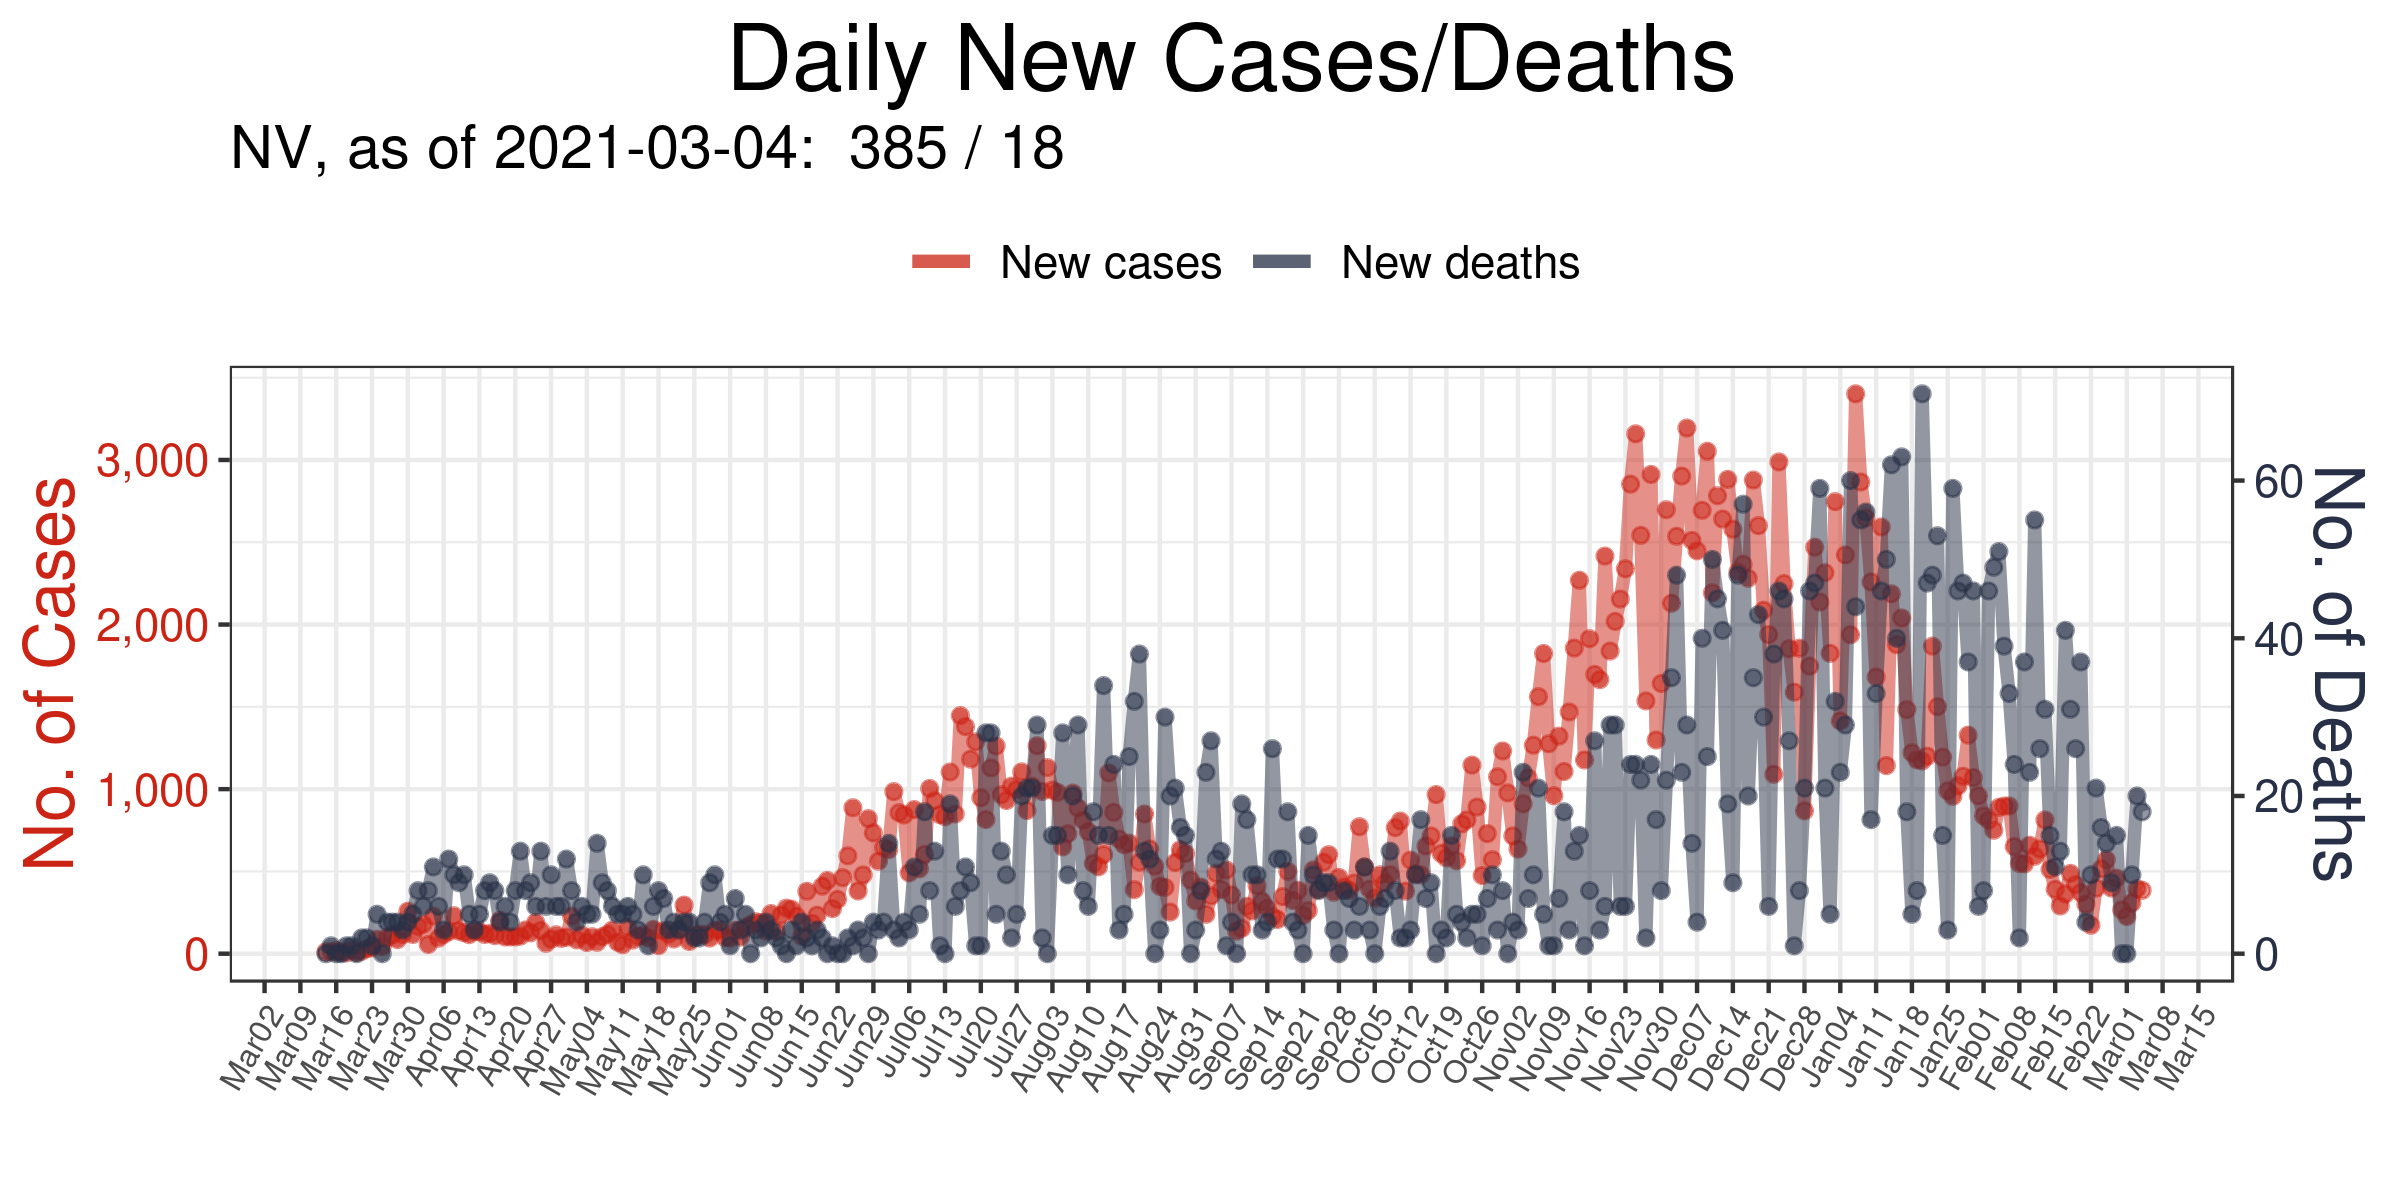 Daily New Cases/Deaths
NV, as of 2021-03-04:  385 / 18
New cases
New deaths
No. of Cases
3,000
2,000
1,000
0
60
40
20
0
No. of Deaths
Mar02
Mar09
Mar16
Mar23
Mar30
Apr06
Apr13
Apr20
Apr27
May04
May11
May18
May25
Jun01
Jun08
Jun15
Jun22
Jun29
Jul06
Jul13
Jul20
Jul27
Aug03
Aug10
Aug17
Aug24
Aug31
Sep07
Sep14
Sep21
Sep28
Oct05
Oct12
Oct19
Oct26
Nov02
Nov09
Nov16
Nov23
Nov30
Dec07
Dec14
Dec21
Dec28
Jan04
Jan11
Jan18
Jan25
Feb01
Feb08
Feb15
Feb22
Mar01
Mar08
Mar15